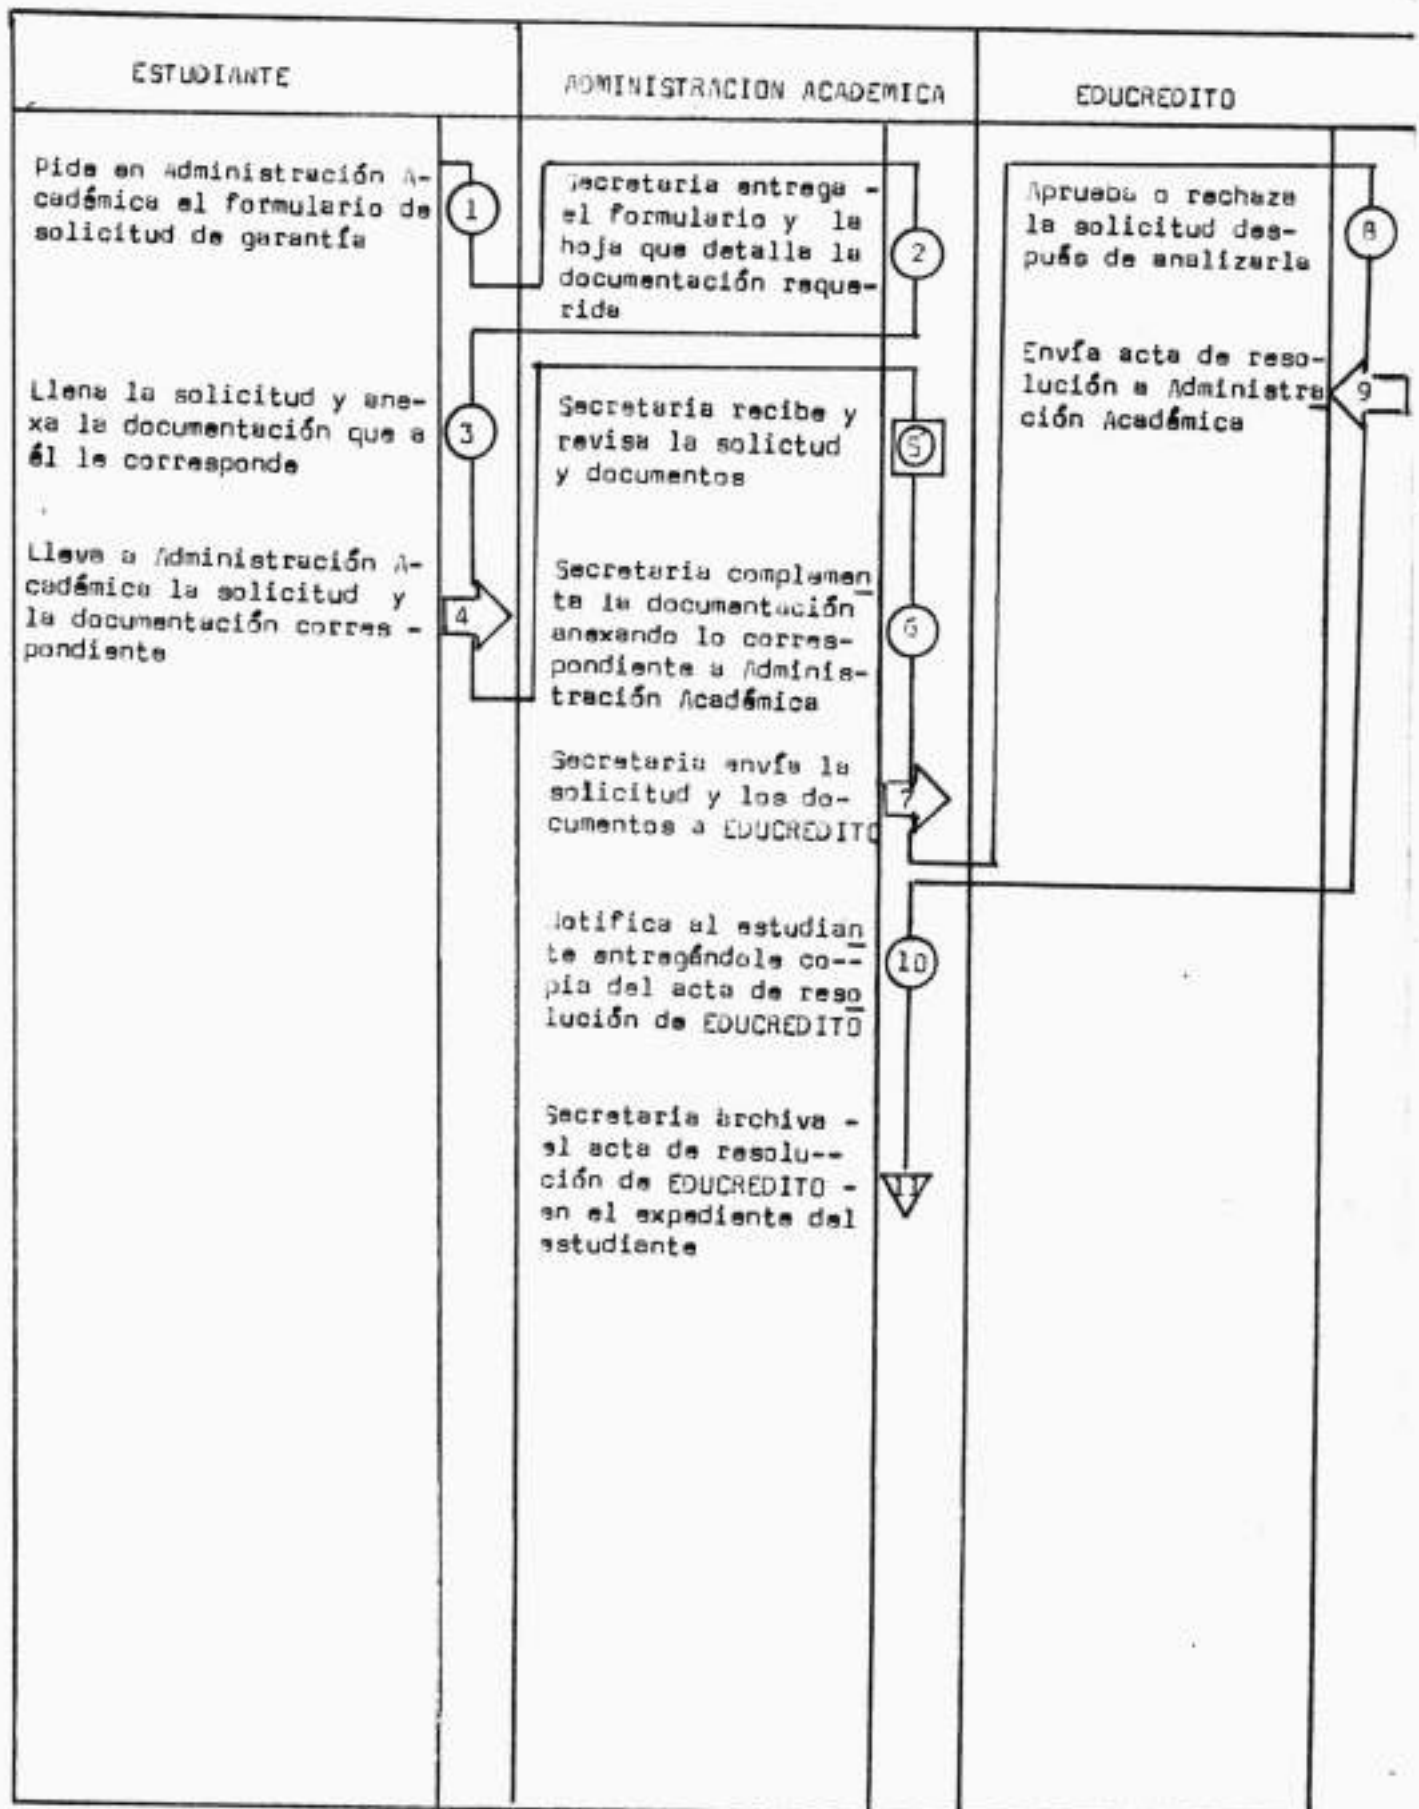 ESTUDIANTE
Pide en Administración A-
cadémica el formulario de
solicitud de garantía
1
Llena la solicitud y ane-
xa la documentación que a
él le corresponde
3
Lleva a Administración A-
cadémica la solicitud y
la documentación corres -
pondiente
4
ADMINISTRACION ACADEMICA
Secretaria entrega -
el formulario y la
hoja que detalla la
documentación reque-
rida
2
Secretaria recibe y
revisa la solictud
y documentos
5
Secretaria complemen
ta la documentación
anexando lo corres-
pondiente a Adminis-
tración Académica
6
Secretaria envía la
solicitud y los do-
cumentos a EDUCREDITO
7
Notifica al estudian
te entregándole co--
pia del acta de reso
lución de EDUCREDITO
10
Secretaria archiva -
el acta de resolu--
ción de EDUCREDITO -
en el expediente del
estudiante
11
EDUCREDITO
Aprueba o rechaza
la solicitud des-
pués de analizarla
8
Envía acta de reso-
lución a Administra
ción Académica
9